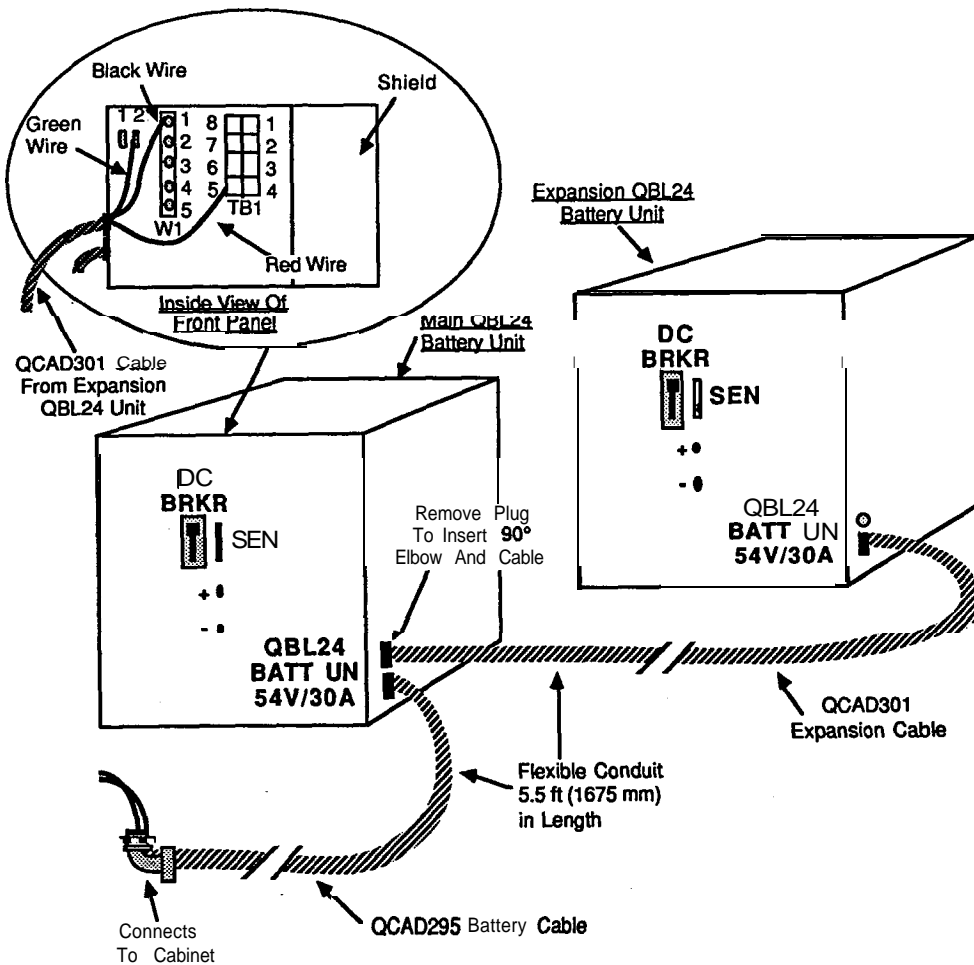 Black Wire
Shield
Green
Wire
1 2
1
2
3
4
5
W1
8
7
6
5
1
2
3
4
TB1
Red Wire
Inside View Of
Front Panel
QCAD301 Cable
From Expansion
QBL24 Unit
Main QBL24
Battery Unit
Expansion QBL24
Battery Unit
DC
BRKR
SEN
+
-
QBL24
BATT UN
54V/30A
DC
BRKR
SEN
+
-
QBL24
BATT UN
54V/30A
Remove Plug
To Insert 90°
Elbow And Cable
QCAD301
Expansion Cable
Flexible Conduit
5.5 ft (1675 mm)
in Length
QCAD295 Battery Cable
Connects
To Cabinet